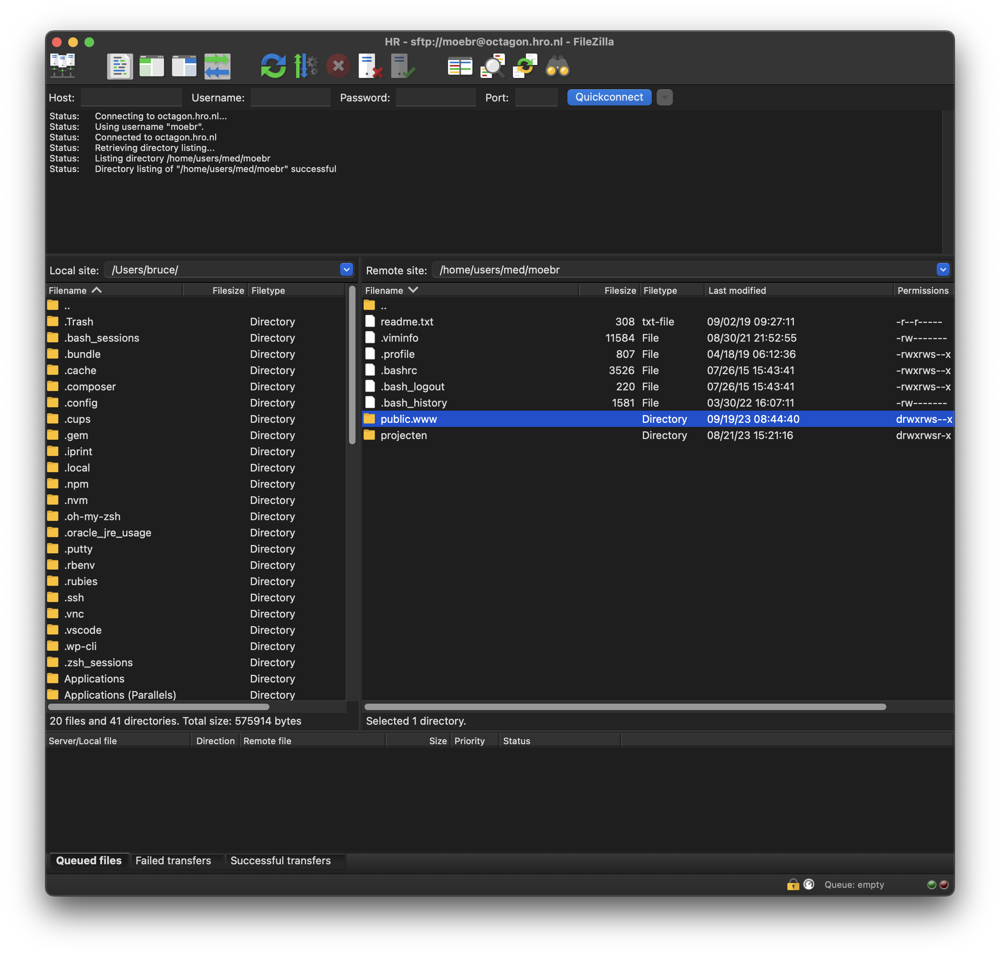 HR - sftp://moebr@octagon.hro.nl - FileZilla
Host: Username: Password: Port: Quickconnect
Status: Connecting to octagon.hro.nl...
Status: Using username "moebr".
Status: Connected to octagon.hro.nl
Status: Retrieving directory listing...
Status: Listing directory /home/users/med/moebr
Status: Directory listing of "/home/users/med/moebr" successful
Local site: /Users/bruce/
Filename Filesize Filetype
..
.Trash Directory
.bash_sessions Directory
.bundle Directory
.cache Directory
.composer Directory
.config Directory
.cups Directory
.gem Directory
.iprint Directory
.local Directory
.npm Directory
.nvm Directory
.oh-my-zsh Directory
.oracle_jre_usage Directory
.putty Directory
.rbenv Directory
.rubies Directory
.ssh Directory
.vnc Directory
.vscode Directory
.wp-cli Directory
.zsh_sessions Directory
Applications Directory
Applications (Parallels) Directory
20 files and 41 directories. Total size: 575914 bytes
Remote site: /home/users/med/moebr
Filename Filesize Filetype Last modified Permissions
..
readme.txt 308 txt-file 09/02/19 09:27:11 -r--r-----
.viminfo 11584 File 08/30/21 21:52:55 -rw-------
.profile 807 File 04/18/19 06:12:36 -rwxrws--x
.bashrc 3526 File 07/26/15 15:43:41 -rwxrws--x
.bash_logout 220 File 07/26/15 15:43:41 -rwxrws--x
.bash_history 1581 File 03/30/22 16:07:11 -rw-------
public.www Directory 09/19/23 08:44:40 drwxrws--x
projecten Directory 08/21/23 15:21:16 drwxrwsr-x
Selected 1 directory.
Server/Local file Direction Remote file Size Priority Status
Queued files Failed transfers Successful transfers
Queue: empty